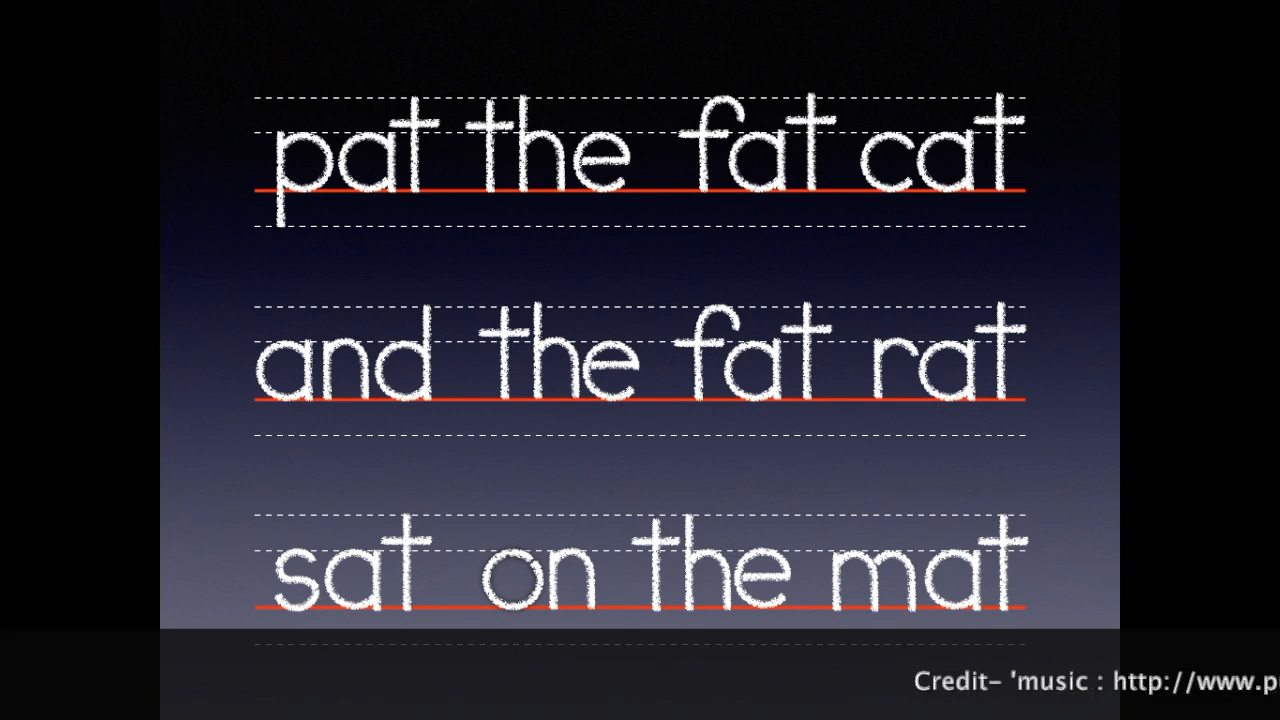 pat the fat cat
and the fat rat
sat on the mat
Credit- 'music : http://www.p